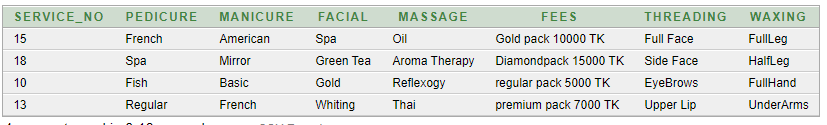 SERVICE_NO PEDICURE MANICURE FACIAL MASSAGE FEES THREADING WAXING
15 French American Spa Oil Gold pack 10000 TK Full Face FullLeg
18 Spa Mirror Green Tea Aroma Therapy Diamondpack 15000 TK Side Face HalfLeg
10 Fish Basic Gold Reflexogy regular pack 5000 TK EyeBrows FullHand
13 Regular French Whiting Thai premium pack 7000 TK Upper Lip UnderArms